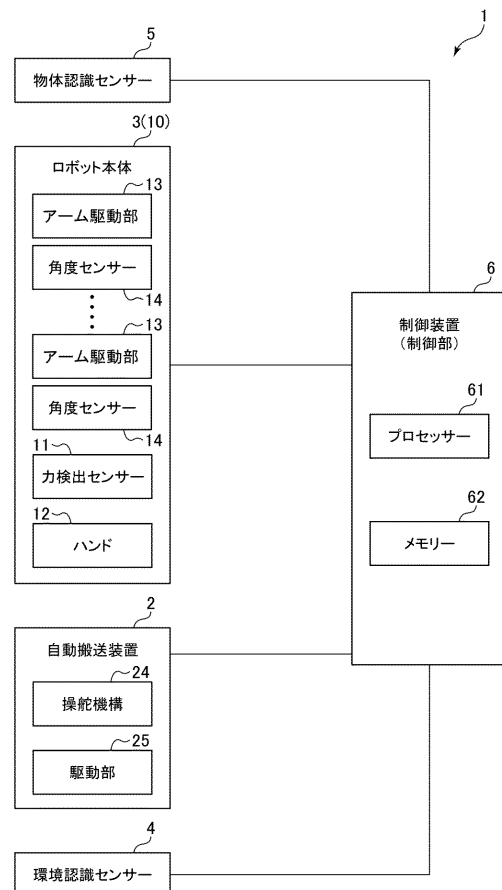 1
5
物体認識センサー
3(10)
ロボット本体
13
アーム駆動部
角度センサー
14
13
アーム駆動部
角度センサー
14
11
力検出センサー
12
ハンド
6
制御装置
(制御部)
61
プロセッサー
62
メモリー
2
自動搬送装置
24
操舵機構
25
駆動部
4
環境認識センサー